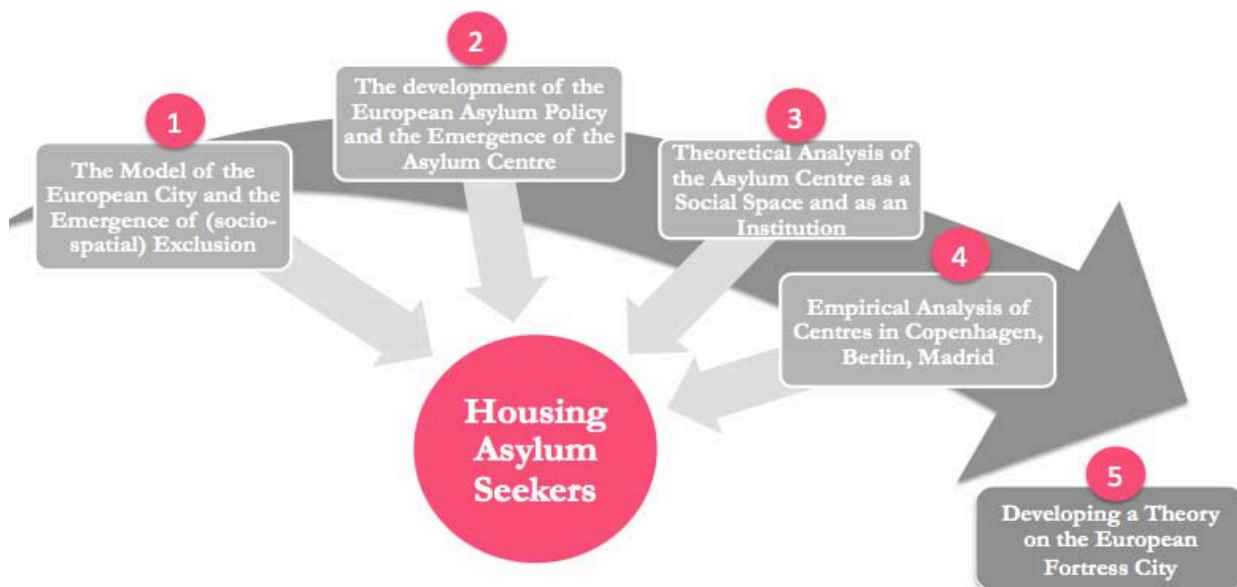 1
The Model of the
European City and the
Emergence of (socio-
spatial) Exclusion
2
The development of the
European Asylum Policy
and the Emergence of the
Asylum Centre
3
Theoretical Analysis of
the Asylum Centre as a
Social Space and as an
Institution
4
Empirical Analysis of
Centres in Copenhagen,
Berlin, Madrid
Housing
Asylum
Seekers
5
Developing a Theory
on the European
Fortress City